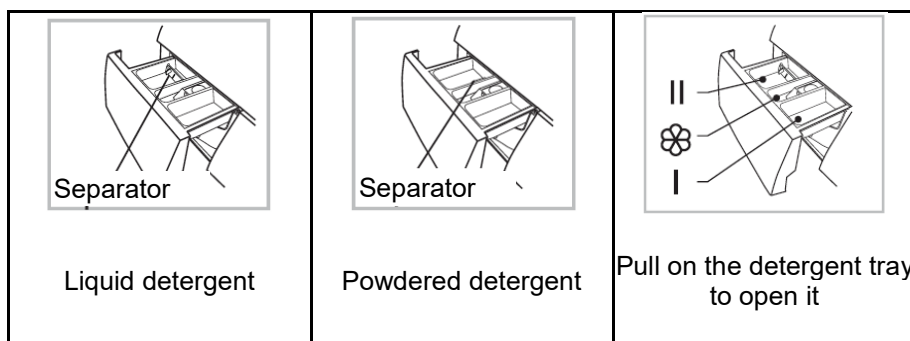 Separator
Separator
II
I
Liquid detergent
Powdered detergent
Pull on the detergent tray
to open it